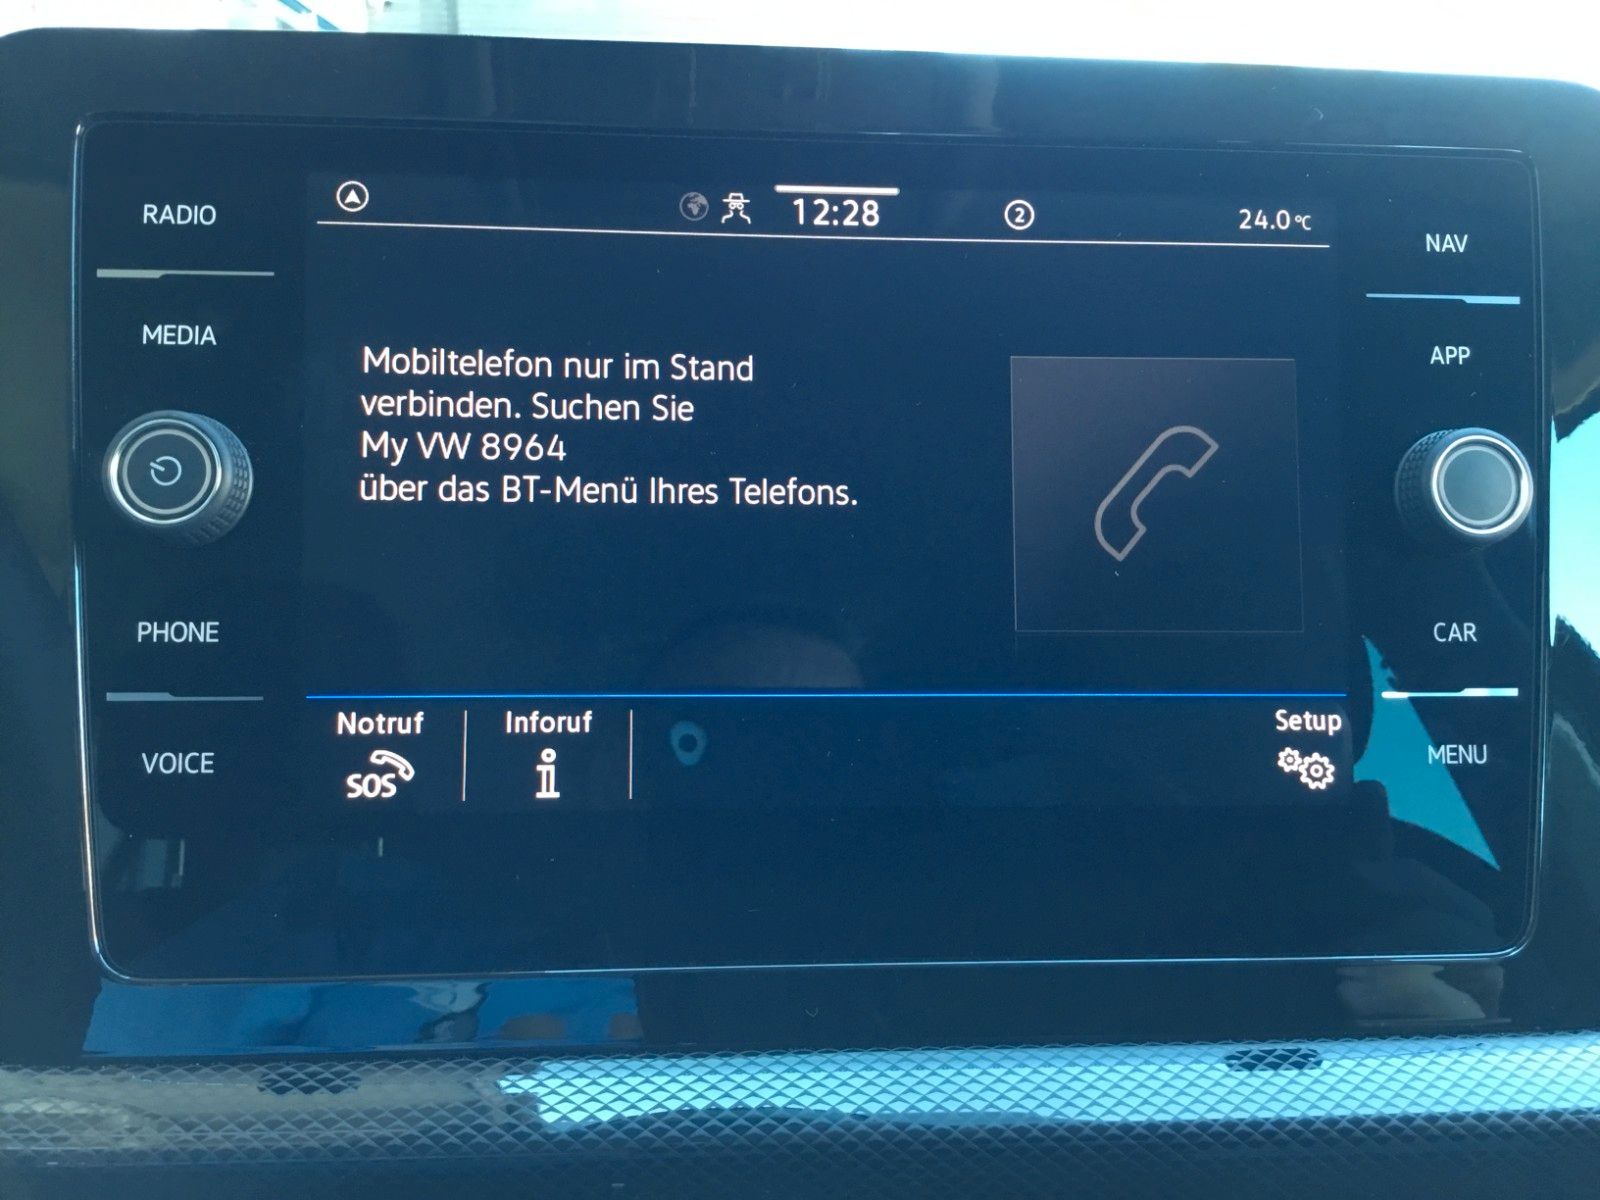 RADIO
MEDIA
PHONE
VOICE
12:28
2
24.0 °C
Mobiltelefon nur im Stand
verbinden. Suchen Sie
My VW 8964
über das BT-Menü Ihres Telefons.
Notruf
SOS
Inforuf
i
Setup
NAV
APP
CAR
MENU